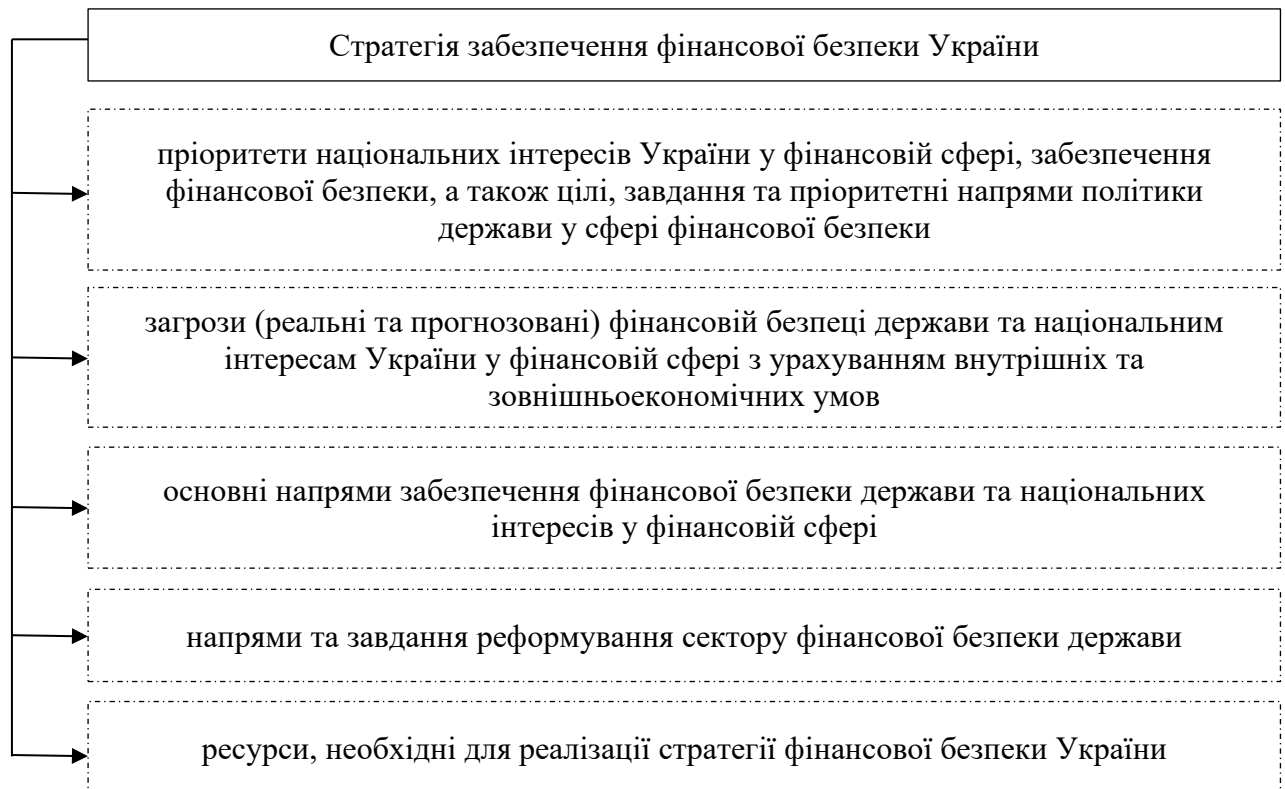 Стратегія забезпечення фінансової безпеки України
пріоритети національних інтересів України у фінансовій сфері, забезпечення
фінансової безпеки, а також цілі, завдання та пріоритетні напрями політики
держави у сфері фінансової безпеки
загрози (реальні та прогнозовані) фінансовій безпеці держави та національним
інтересам України у фінансовій сфері з урахуванням внутрішніх та
зовнішньоекономічних умов
основні напрями забезпечення фінансової безпеки держави та національних
інтересів у фінансовій сфері
напрями та завдання реформування сектору фінансової безпеки держави
ресурси, необхідні для реалізації стратегії фінансової безпеки України